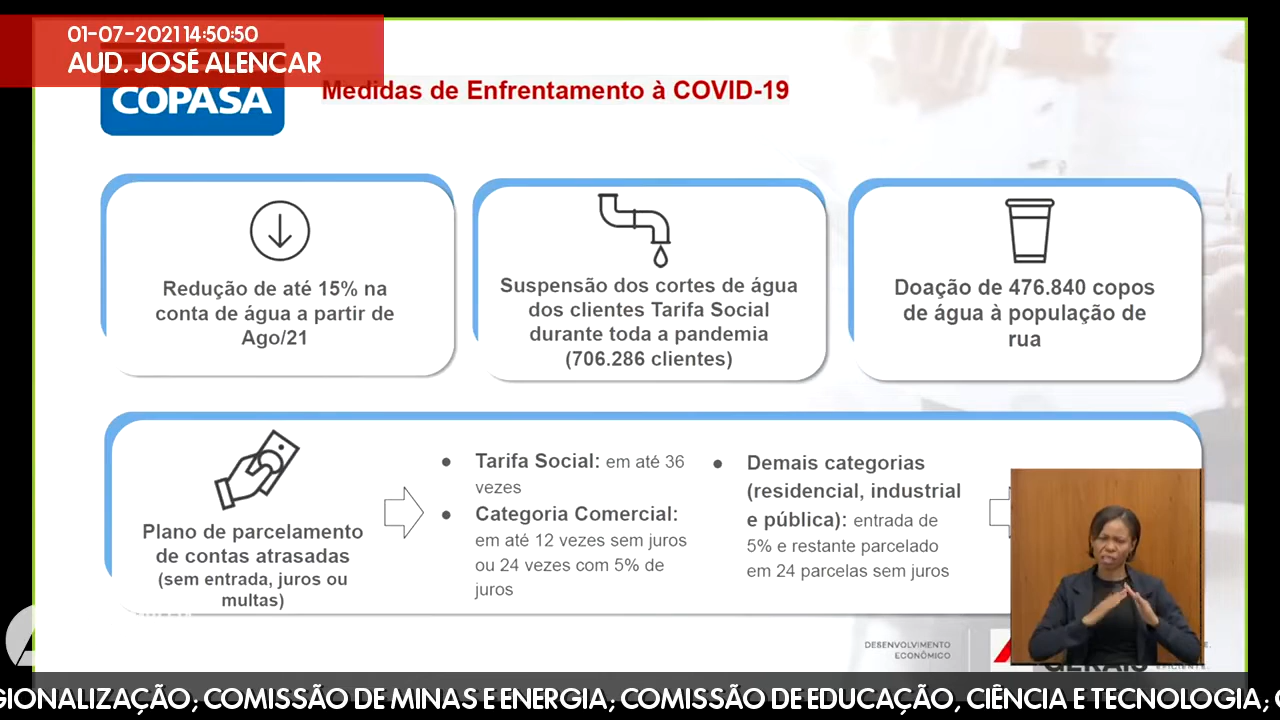 01-07-2021 14:50:50
AUD. JOSÉ ALENCAR
COPASA
Medidas de Enfrentamento à COVID-19
Redução de até 15% na
conta de água a partir de
Ago/21
Suspensão dos cortes de água
dos clientes Tarifa Social
durante toda a pandemia
(706.286 clientes)
Doação de 476.840 copos
de água à população de
rua
Plano de parcelamento
de contas atrasadas
(sem entrada, juros ou
multas)
● Tarifa Social: em até 36
vezes
● Categoria Comercial:
em até 12 vezes sem juros
ou 24 vezes com 5% de
juros
● Demais categorias
(residencial, industrial
e pública): entrada de
5% e restante parcelado
em 24 parcelas sem juros
DESENVOLVIMENTO
ECONÔMICO
GERAIS
GIONALIZAÇÃO; COMISSÃO DE MINAS E ENERGIA; COMISSÃO DE EDUCAÇÃO, CIÊNCIA E TECNOLOGIA;